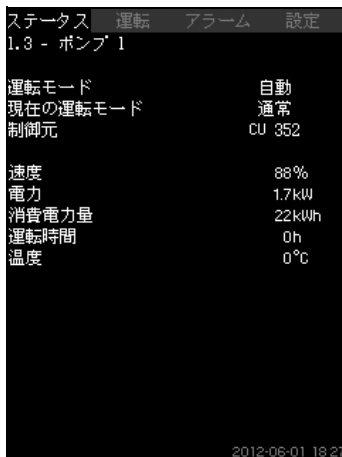 ステータス 運転 アラーム 設定
1.3 - ポンプ 1
運転モード 自動
現在の運転モード 通常
制御元 CU 352
速度 88%
電力 1.7kW
消費電力量 22kWh
運転時間 0h
温度 0°C
2012-06-01 18:27